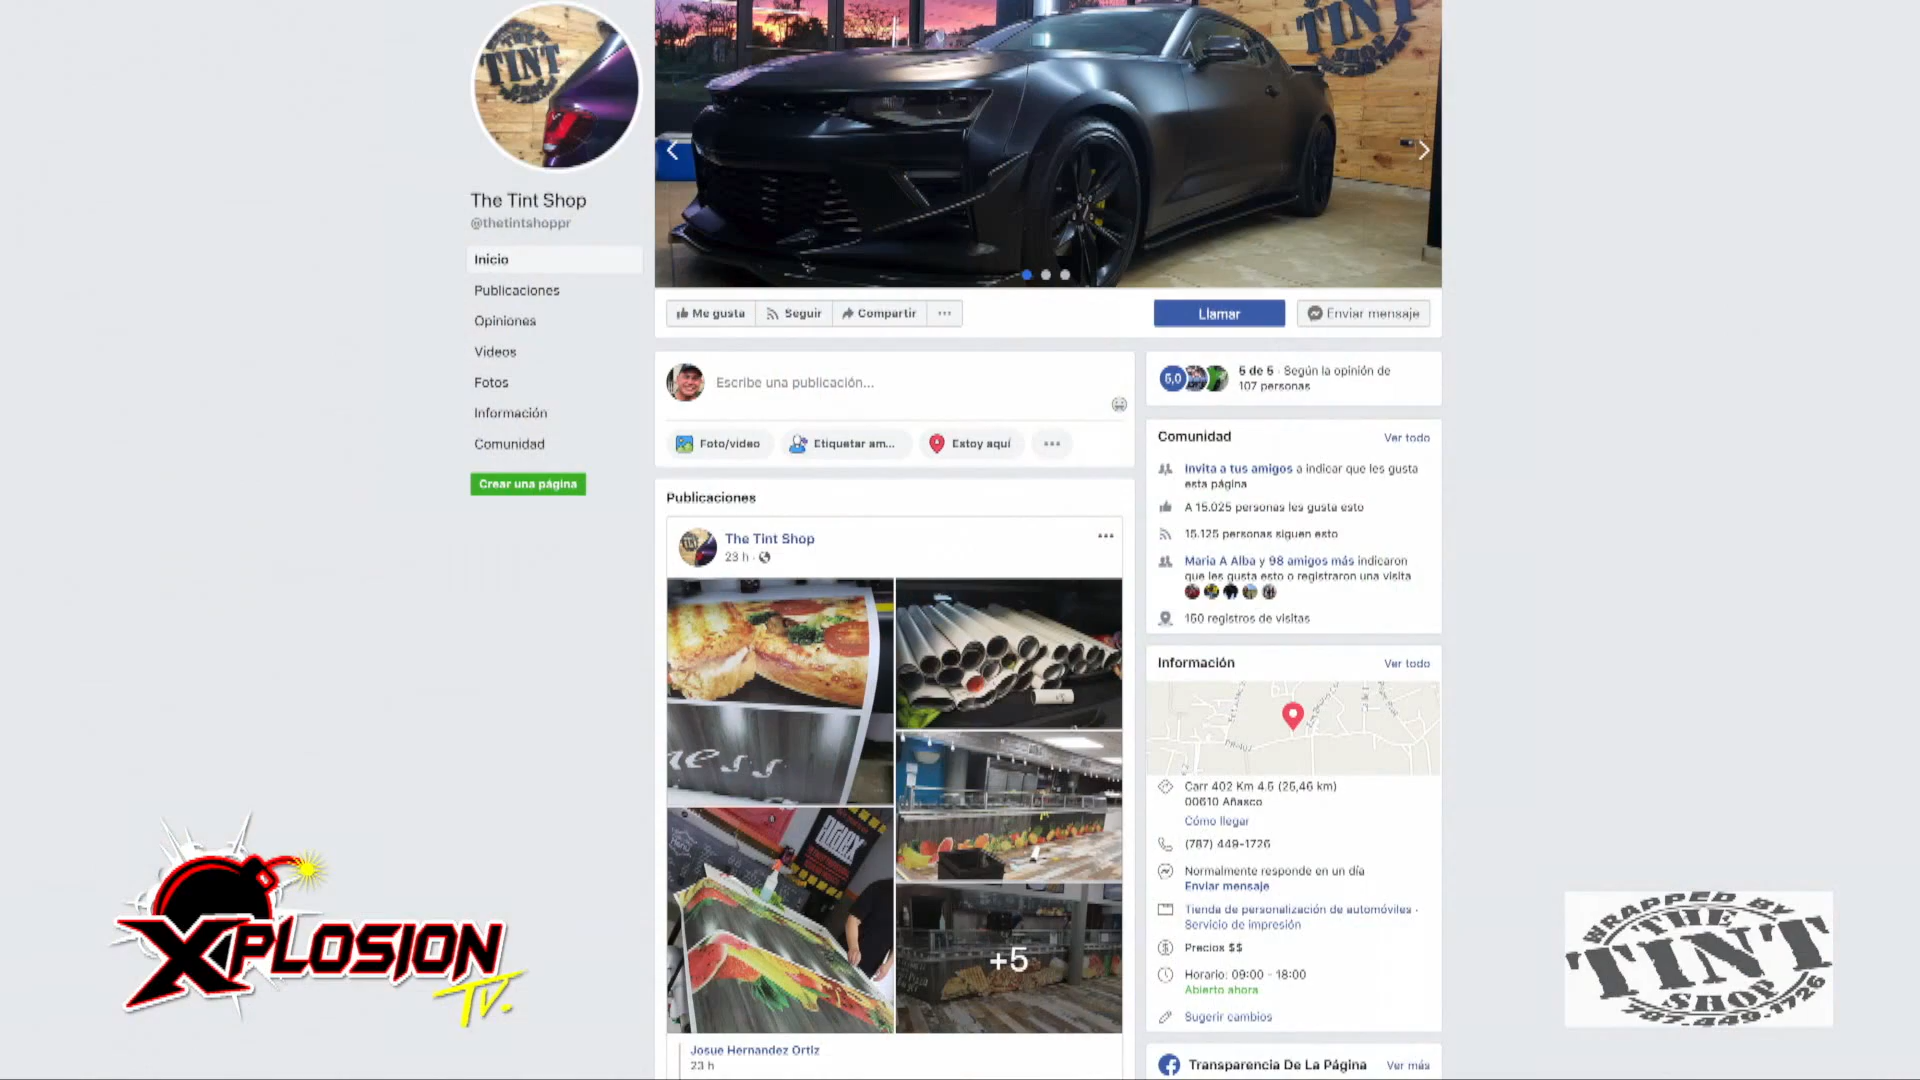 THE TINT SHOP
TINT
The Tint Shop
@thetintshoppr
Inicio
Publicaciones
Opiniones
Videos
Fotos
Información
Comunidad
Crear una página
Me gusta
Seguir
Compartir
Llamar
Enviar mensaje
Escribe una publicación...
Foto/video
Etiquetar am...
Estoy aquí
Publicaciones
The Tint Shop
23 h
ness
+5
Josue Hernandez Ortiz
23 h
5,0
5 de 5 · Según la opinión de
107 personas
Comunidad
Ver todo
Invita a tus amigos a indicar que les gusta
esta página
A 15.025 personas les gusta esto
15.125 personas siguen esto
Maria A Alba y 98 amigos más indicaron
que les gusta esto o registraron una visita
160 registros de visitas
Información
Ver todo
Carr 402 Km 4.5 (25,46 km)
00610 Añasco
Cómo llegar
(787) 449-1726
Normalmente responde en un día
Enviar mensaje
Tienda de personalización de automóviles ·
Servicio de impresión
Precios $$
Horario: 09:00 - 18:00
Abierto ahora
Sugerir cambios
Transparencia De La Página
Ver más
XPLOSION
TV.
WRAPPED BY
THE
TINT
SHOP
787.449.1726